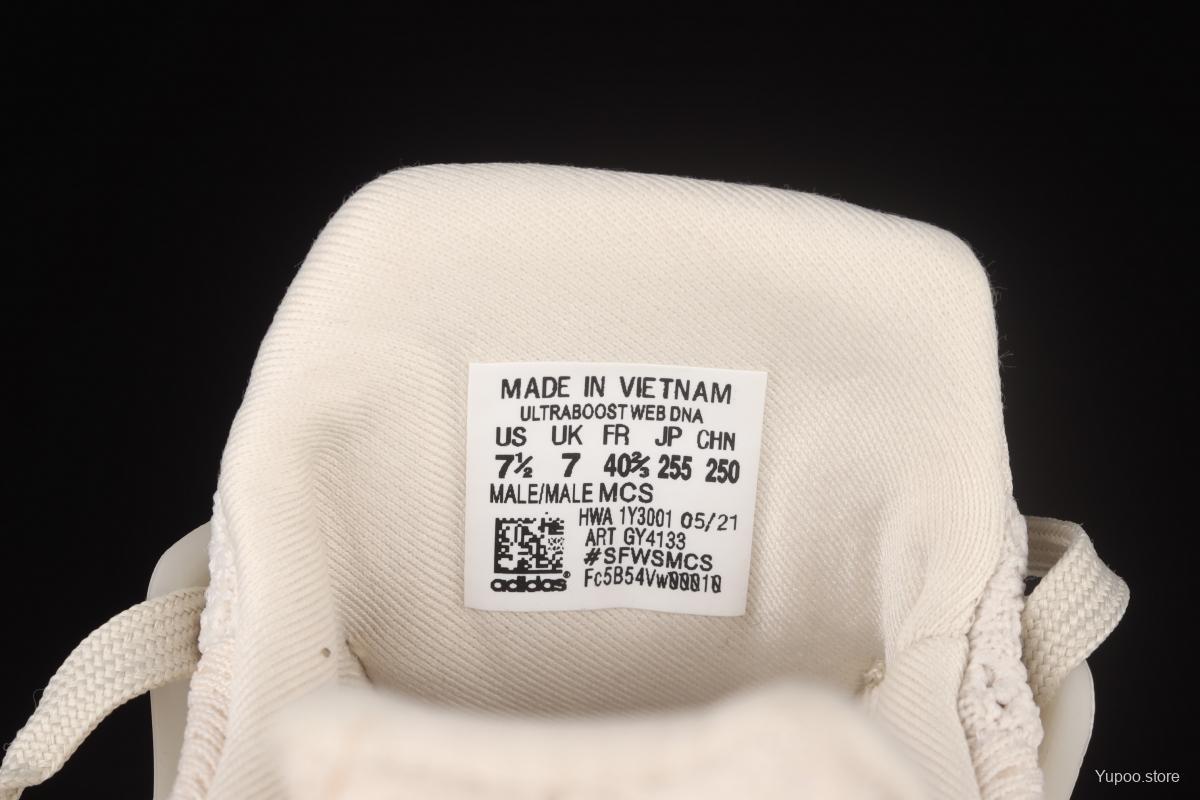 MADE IN VIETNAM
ULTRABOOST WEB DNA
US UK FR JP CHN
7½ 7 40⅔ 255 250
MALE/MALE MCS
HWA 1Y3001 05/21
ART GY4133
#SFWSMCS
adidas® Fc5B54Vw00010
Yupoo.store